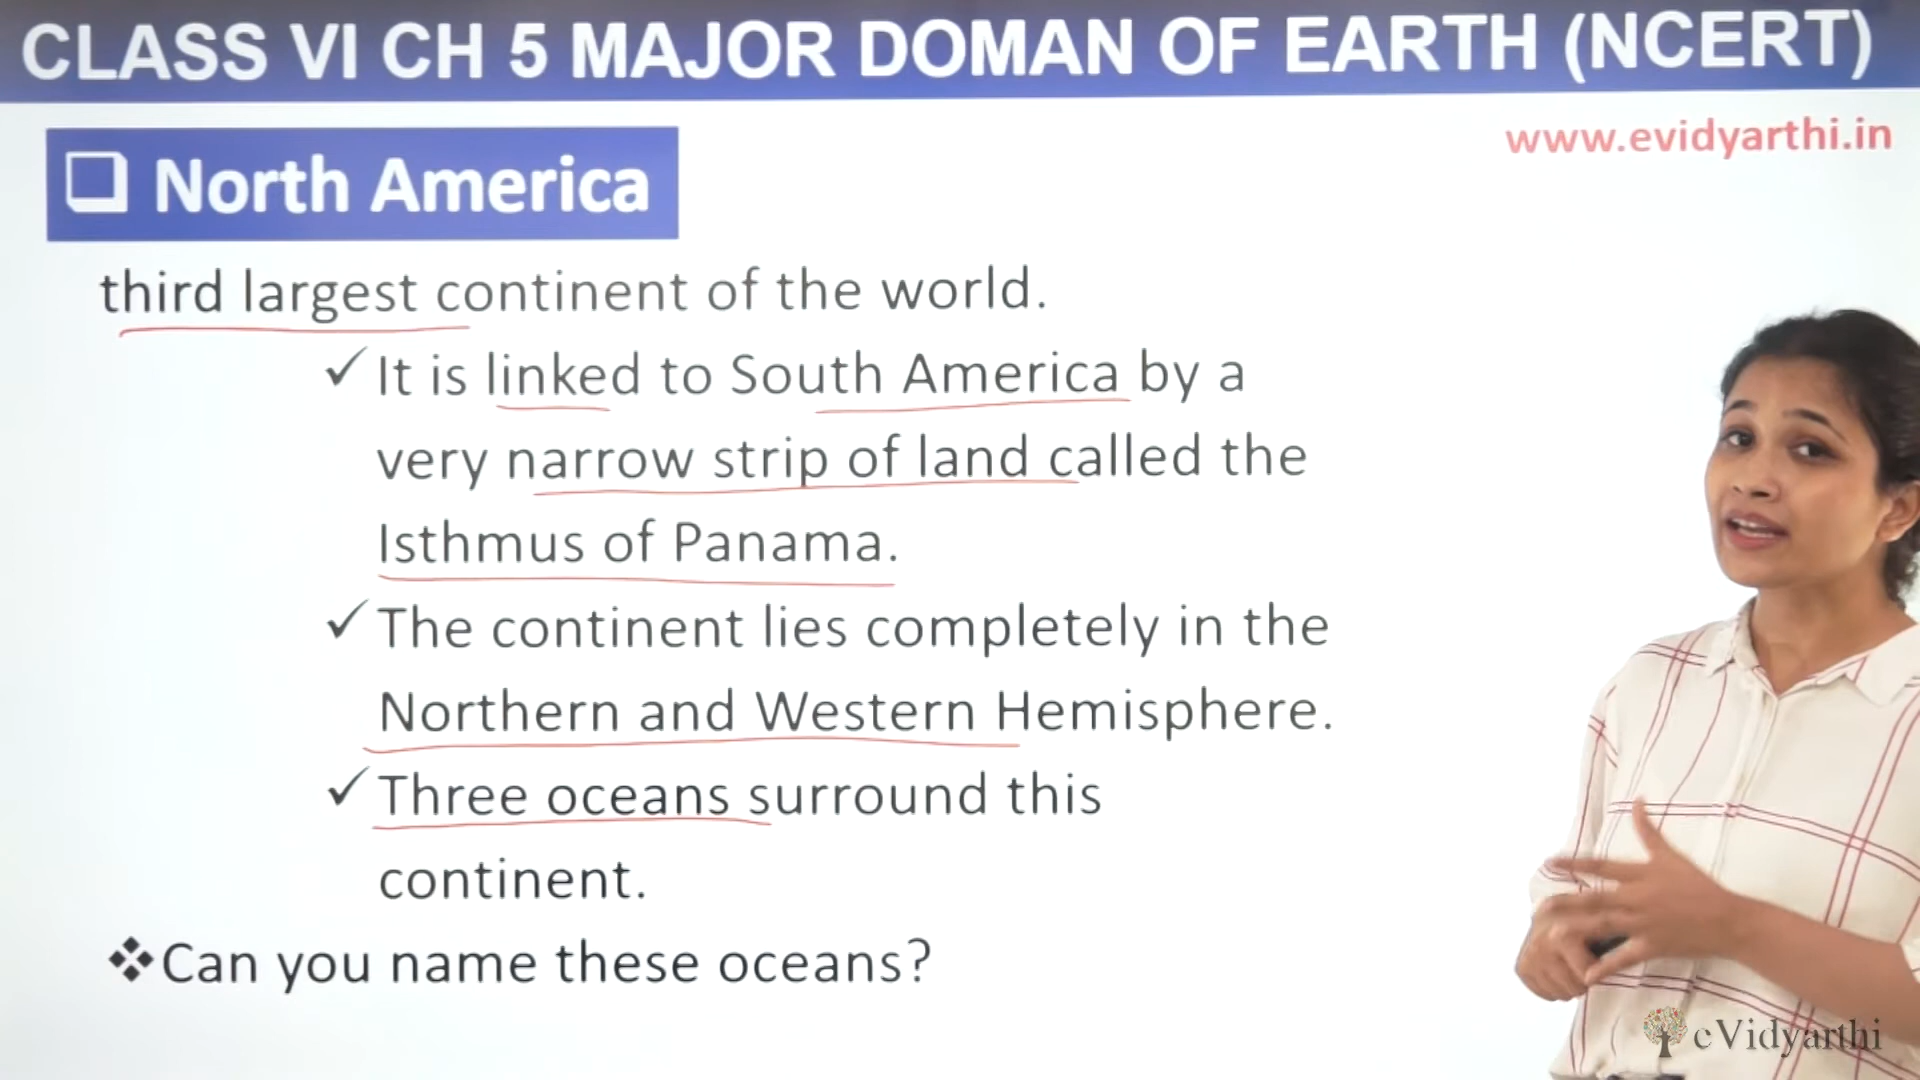 CLASS VI CH 5 MAJOR DOMAN OF EARTH (NCERT)
www.evidyarthi.in
❑ North America
third largest continent of the world.
✓ It is linked to South America by a
very narrow strip of land called the
Isthmus of Panama.
✓ The continent lies completely in the
Northern and Western Hemisphere.
✓ Three oceans surround this
continent.
❖ Can you name these oceans?
eVidyarthi